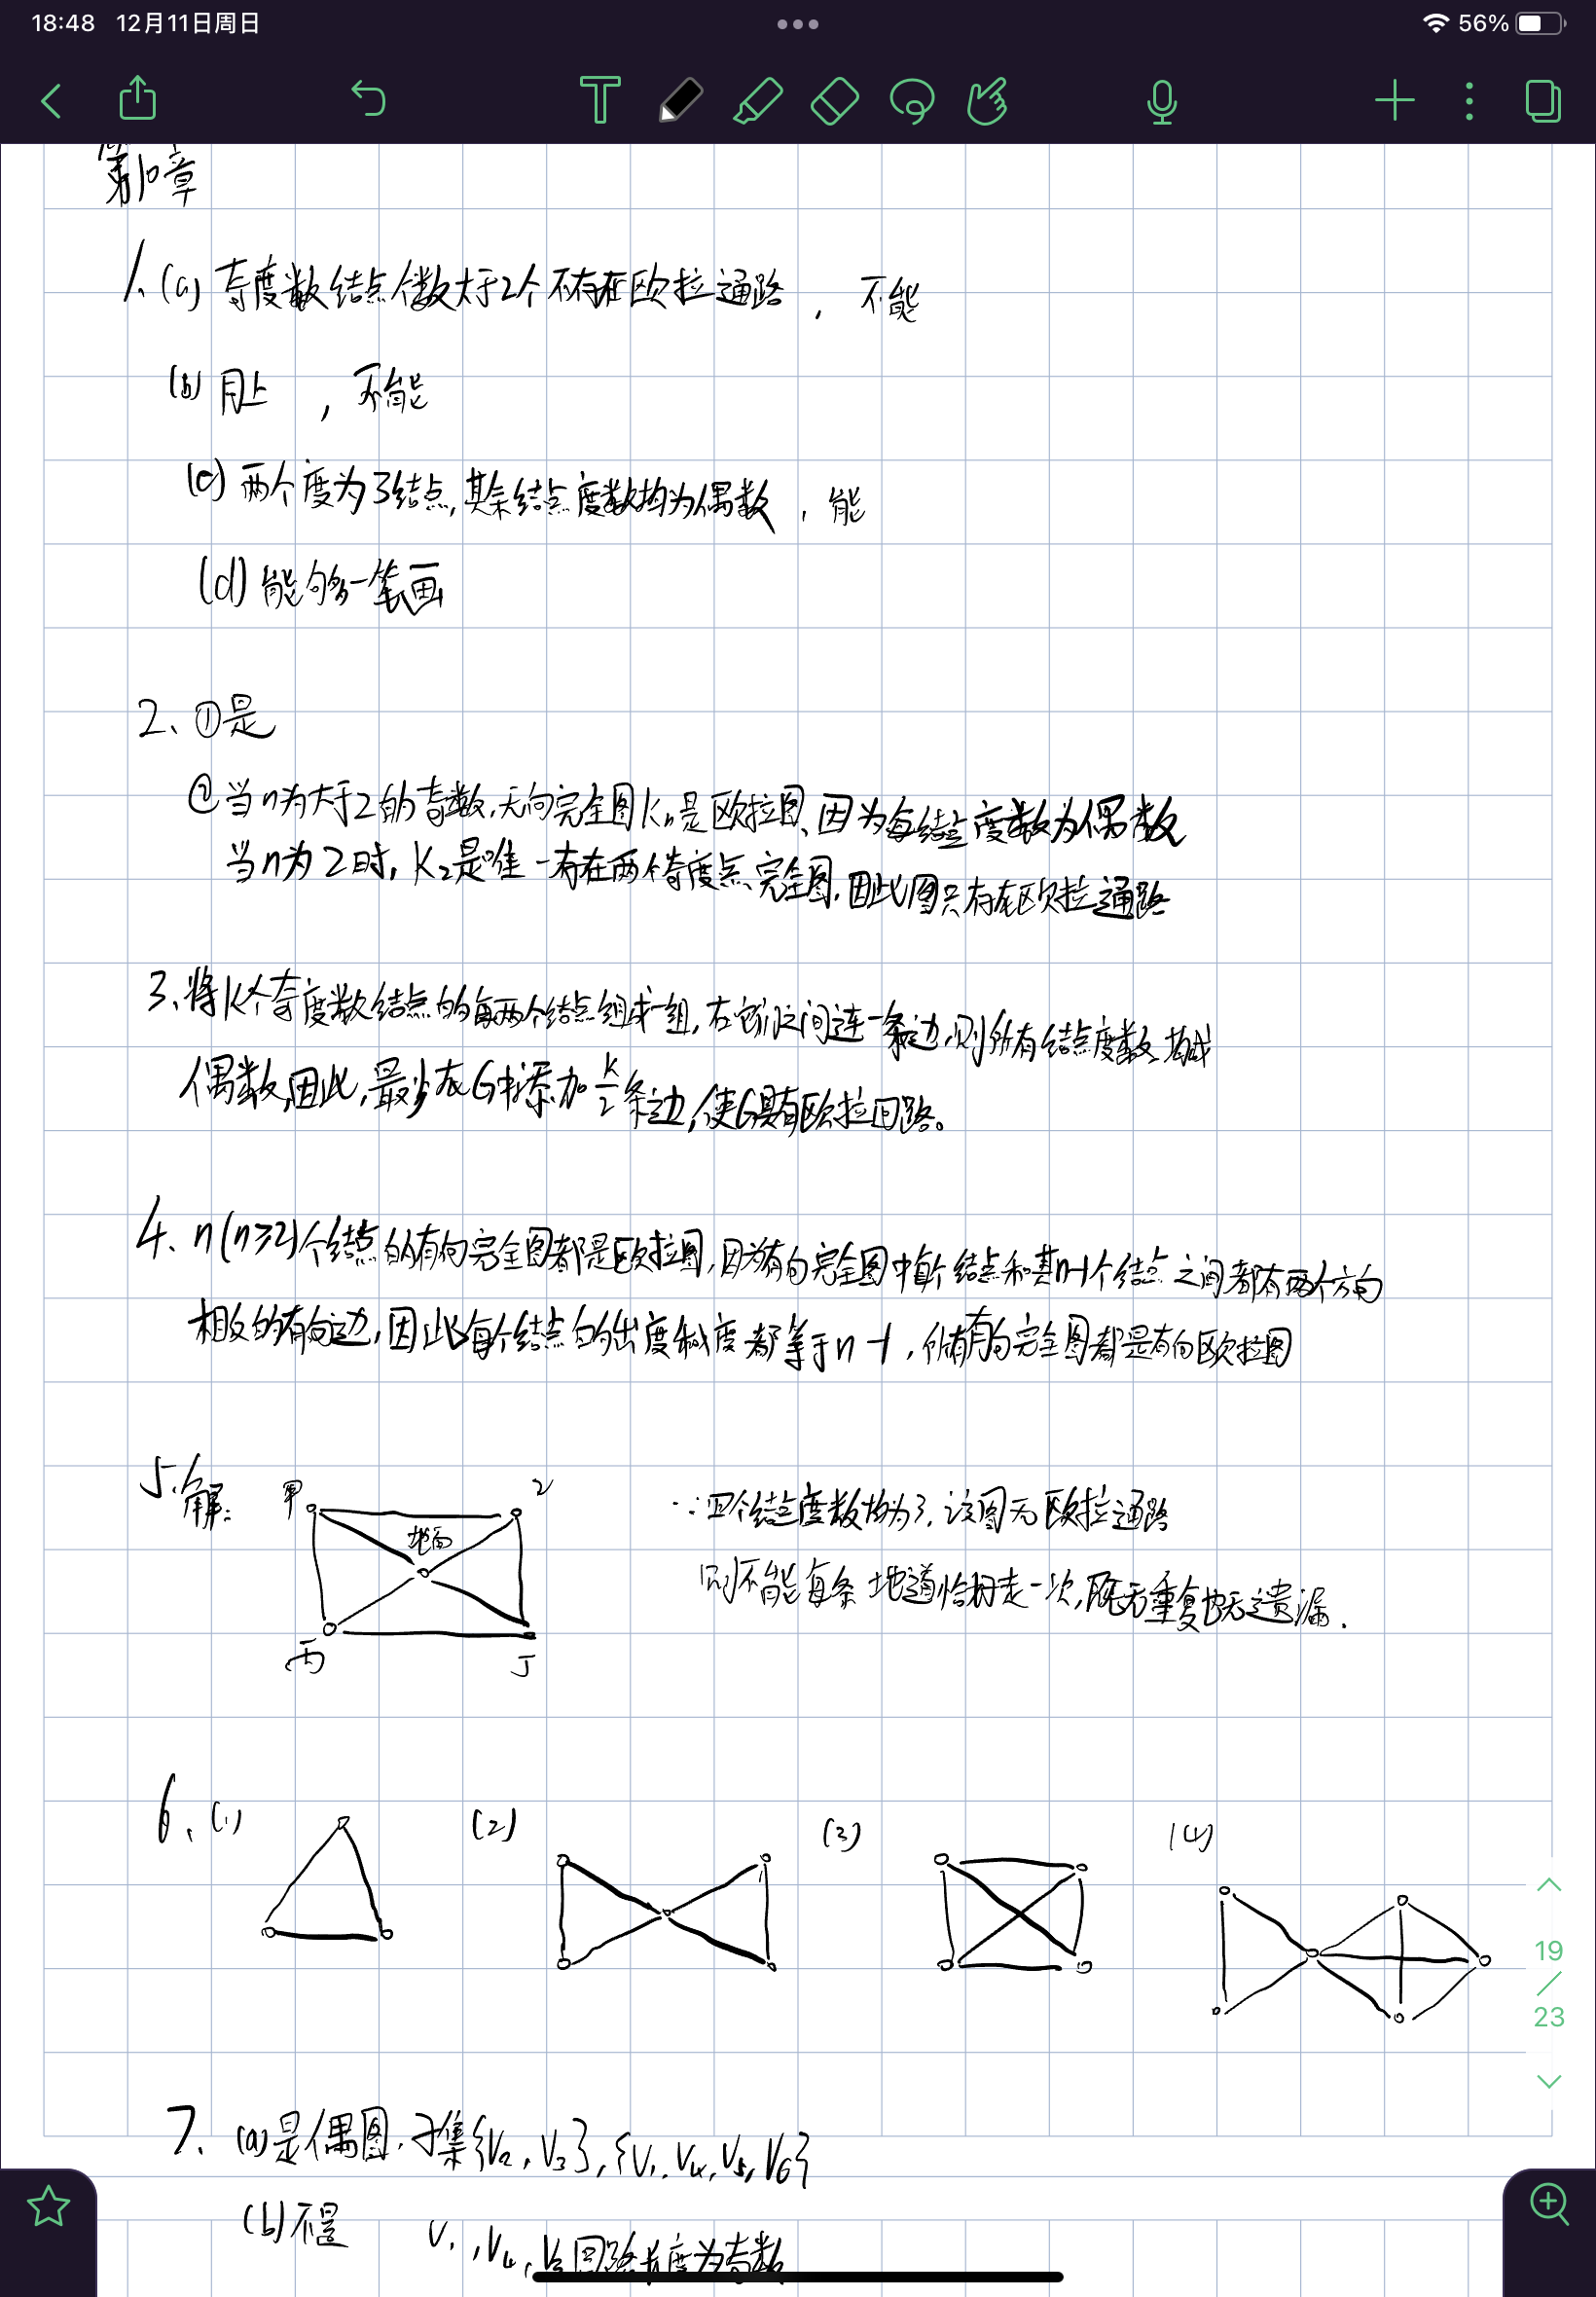 18:48 12月11日周日
56%
第10章
1、(a) 奇度数结点个数大于2个不存在欧拉通路，不能
(b) 同上，不能
(c) 两个度为3结点,其余结点度数均为偶数，能
(d) 能够一笔画
2、①是
②当n为大于2的奇数,无向完全图Kn是欧拉图、因为每结点度数为偶数
当n为2时，K2是唯一存在两个奇度点完全图,因此图只存在欧拉通路
3、将K个奇度数结点的每两个结点组成一组，在它们之间连一条边,则所有结点度数
偶数,因此,最少在G中添加K/2条边,使G具有欧拉回路。
4、n(n≥2)个结点的有向完全图都是欧拉图,因为有向完全图中每个结点和其n-1个结点之间都有两个方向
相反的有向边,因此每个结点的出度和入度都等于n-1，所有有向完全图都是有向欧拉图
5.解:
甲 乙
地面
丙 丁
∵四个结点度数均为3,该图无欧拉通路
则不能每条地道恰好走一次,既无重复也无遗漏.
6、(1) (2) (3) (4)
19
/
23
7、(a)是偶图,子集{V2,V3},{V1,V4,V5,V6}
(b)不是 V1,V4,回路长度为奇数